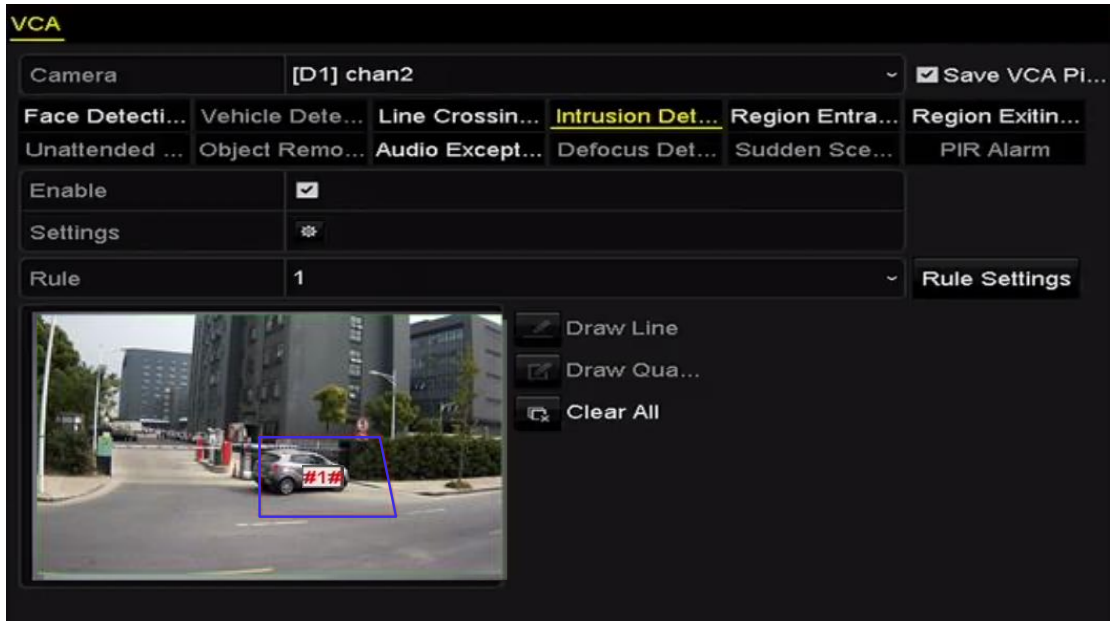 VCA
Camera [D1] chan2 Save VCA Pi...
Face Detecti... Vehicle Dete... Line Crossin... Intrusion Det... Region Entra... Region Exitin...
Unattended ... Object Remo... Audio Except... Defocus Det... Sudden Sce... PIR Alarm
Enable
Settings
Rule 1 Rule Settings
Draw Line
Draw Qua...
Clear All
#1#